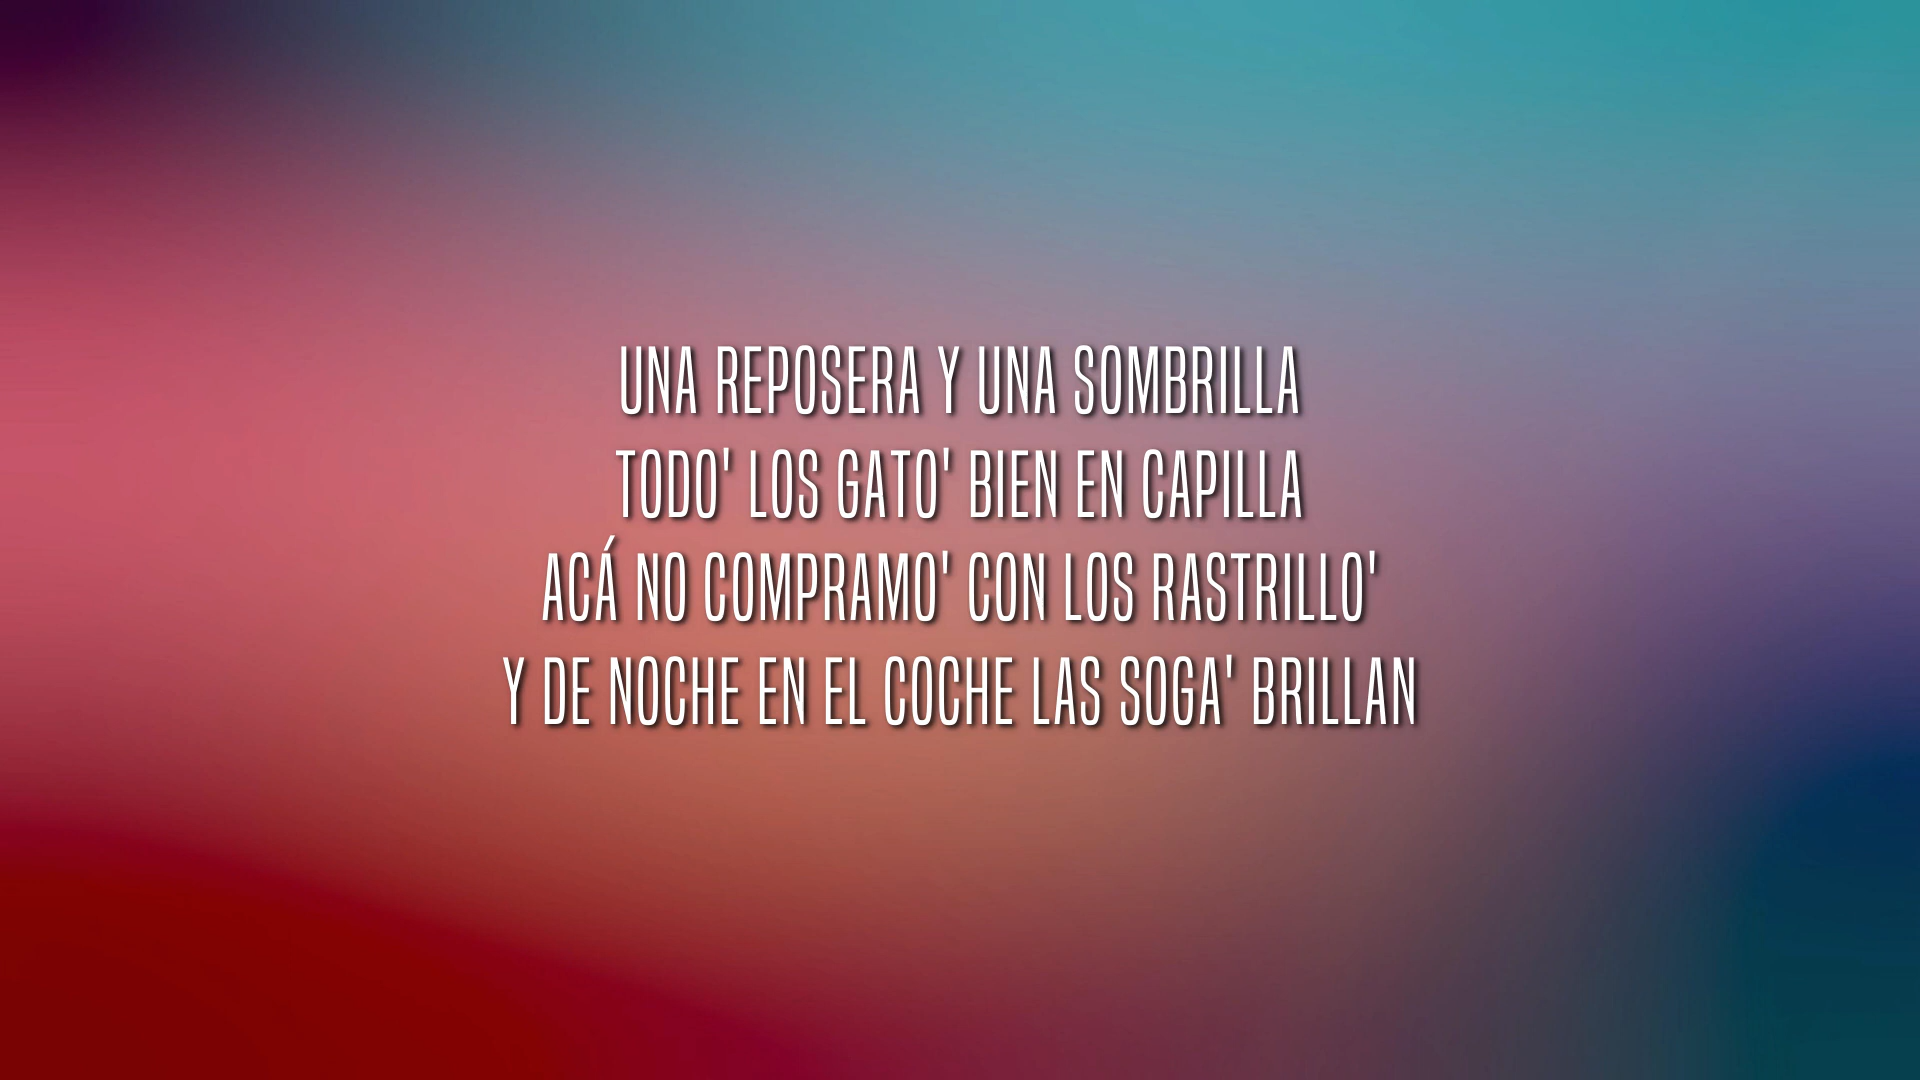 UNA REPOSERA Y UNA SOMBRILLA
TODO' LOS GATO' BIEN EN CAPILLA
ACÁ NO COMPRAMO' CON LOS RASTRILLO'
Y DE NOCHE EN EL COCHE LAS SOGA' BRILLAN